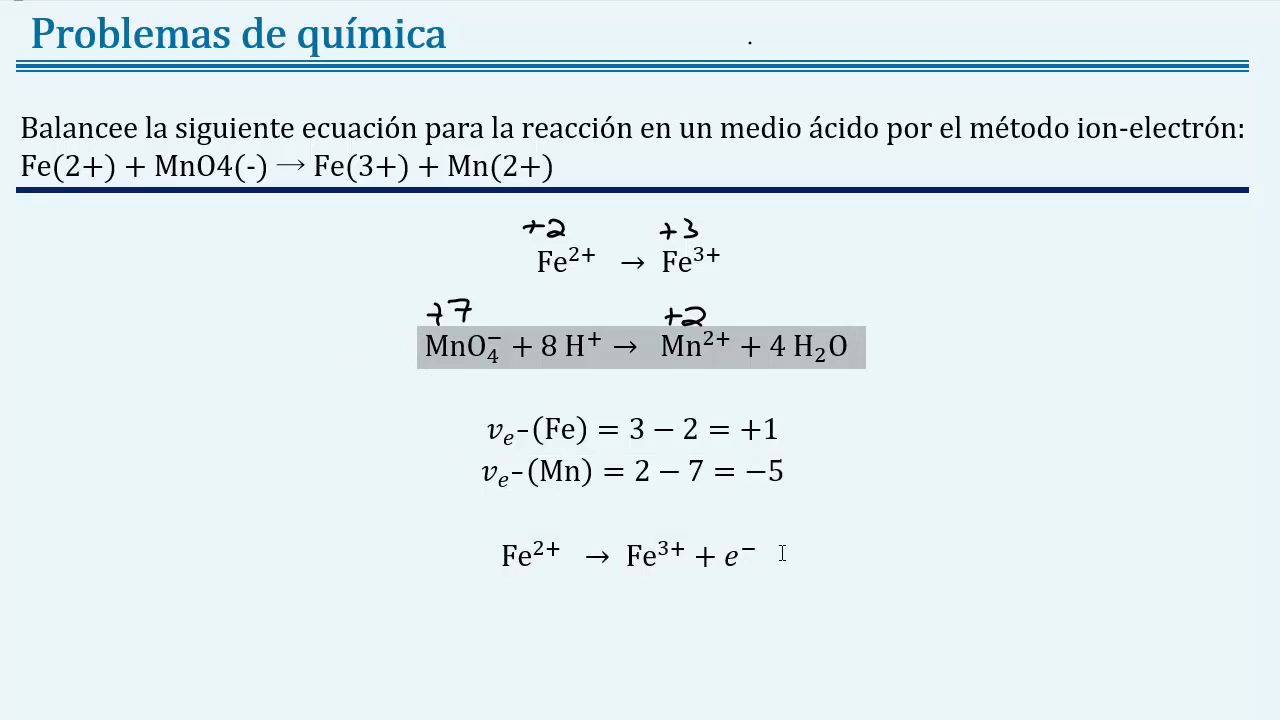 Problemas de química
Balancee la siguiente ecuación para la reacción en un medio ácido por el método ion-electrón:
Fe(2+) + MnO4(-) → Fe(3+) + Mn(2+)
+2 +3
Fe²⁺ → Fe³⁺
+7 +2
MnO₄⁻ + 8 H⁺ → Mn²⁺ + 4 H₂O
νₑ-(Fe) = 3 − 2 = +1
νₑ-(Mn) = 2 − 7 = −5
Fe²⁺ → Fe³⁺ + e⁻